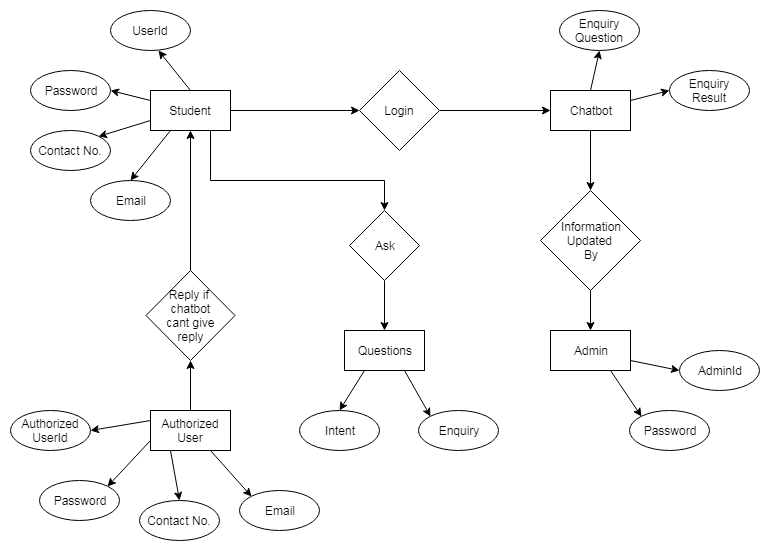 UserId
Enquiry
Question
Password
Enquiry
Result
Student
Login
Chatbot
Contact No.
Email
Information
Updated
By
Ask
Reply if
chatbot
cant give
reply
Questions
Admin
AdminId
Authorized
UserId
Authorized
User
Intent
Enquiry
Password
Password
Contact No.
Email